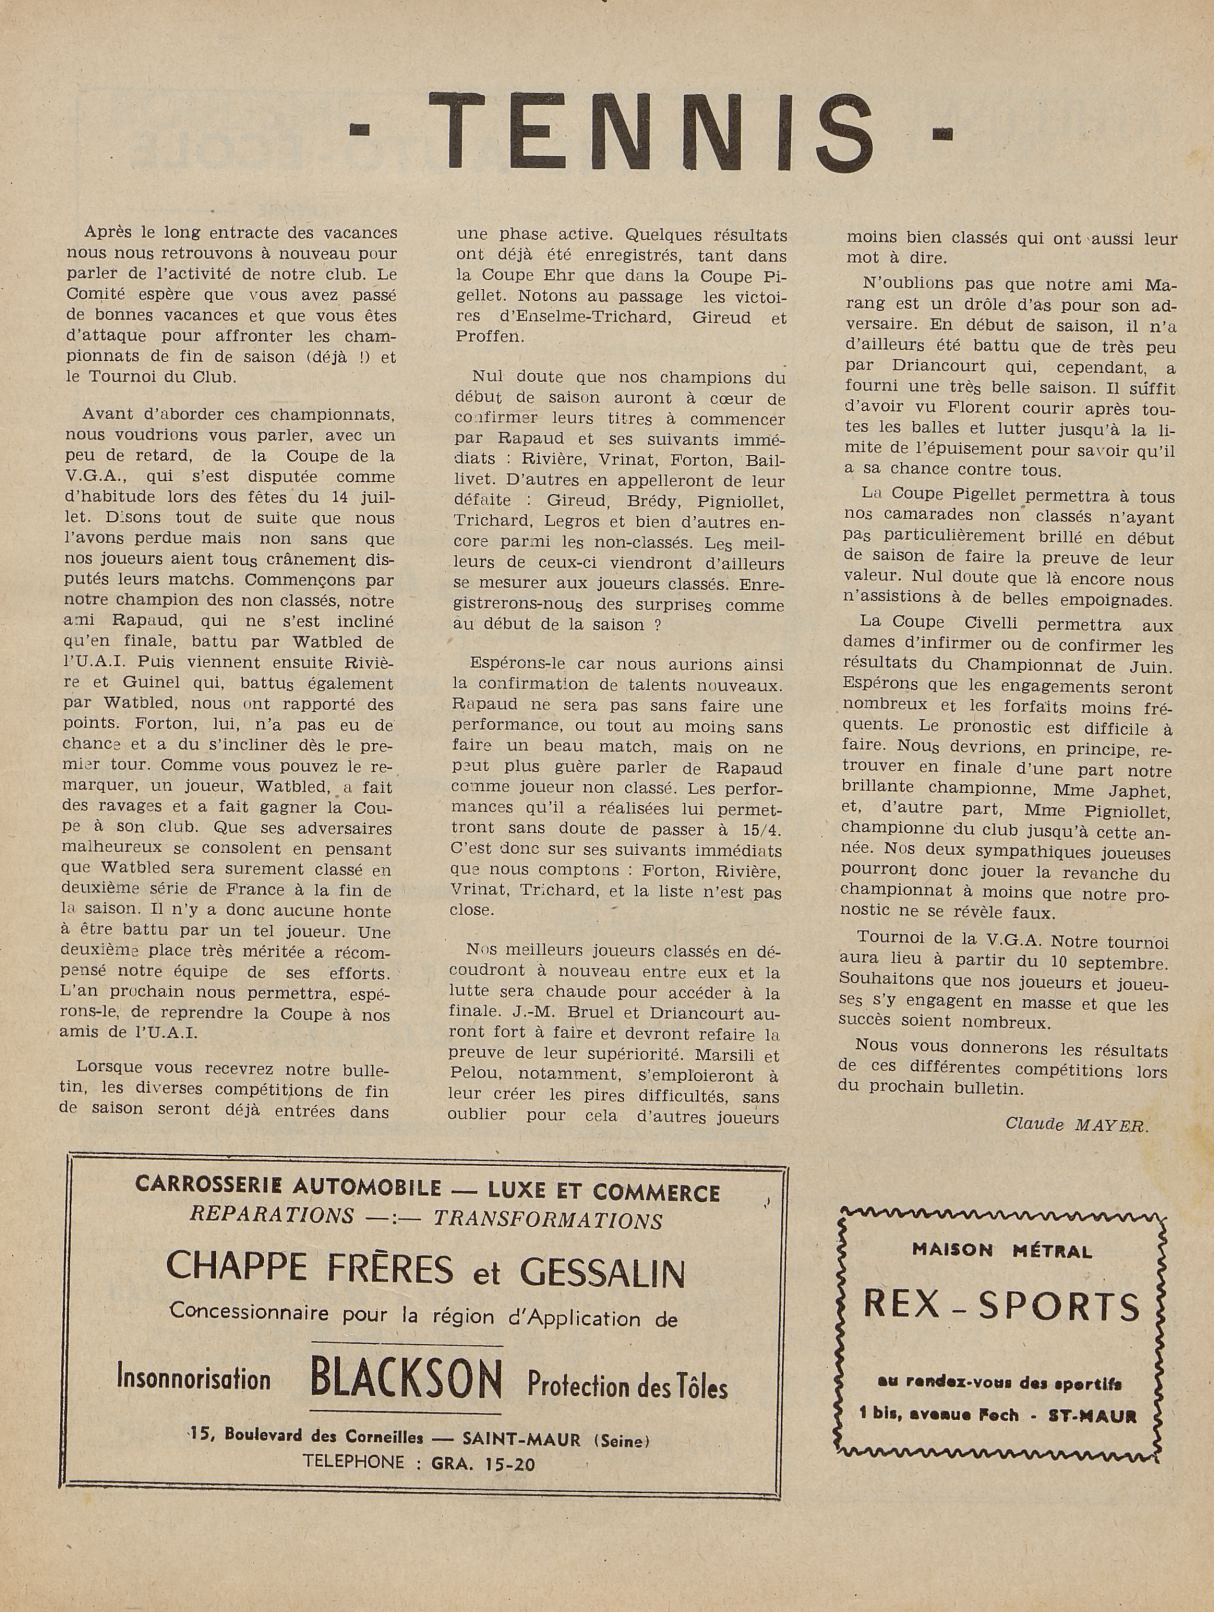 - TENNIS -
Après le long entracte des vacances
nous nous retrouvons à nouveau pour
parler de l'activité de notre club. Le
Comité espère que vous avez passé
de bonnes vacances et que vous êtes
d'attaque pour affronter les cham-
pionnats de fin de saison (déjà !) et
le Tournoi du Club.
Avant d'aborder ces championnats,
nous voudrions vous parler, avec un
peu de retard, de la Coupe de la
V.G.A., qui s'est disputée comme
d'habitude lors des fêtes du 14 juil-
let. Disons tout de suite que nous
l'avons perdue mais non sans que
nos joueurs aient tous crânement dis-
putés leurs matchs. Commençons par
notre champion des non classés, notre
ami Rapaud, qui ne s'est incliné
qu'en finale, battu par Watbled de
l'U.A.I. Puis viennent ensuite Riviè-
re et Guinel qui, battus également
par Watbled, nous ont rapporté des
points. Forton, lui, n'a pas eu de
chance et a du s'incliner dès le pre-
mier tour. Comme vous pouvez le re-
marquer, un joueur, Watbled, a fait
des ravages et a fait gagner la Cou-
pe à son club. Que ses adversaires
malheureux se consolent en pensant
que Watbled sera surement classé en
deuxième série de France à la fin de
la saison. Il n'y a donc aucune honte
à être battu par un tel joueur. Une
deuxième place très méritée a récom-
pensé notre équipe de ses efforts.
L'an prochain nous permettra, espé-
rons-le, de reprendre la Coupe à nos
amis de l'U.A.I.
Lorsque vous recevrez notre bulle-
tin, les diverses compétitions de fin
de saison seront déjà entrées dans
une phase active. Quelques résultats
ont déjà été enregistrés, tant dans
la Coupe Ehr que dans la Coupe Pi-
gellet. Notons au passage les victoi-
res d'Enselme-Trichard, Gireud et
Proffen.
Nul doute que nos champions du
début de saison auront à cœur de
confirmer leurs titres à commencer
par Rapaud et ses suivants immé-
diats : Rivière, Vrinat, Forton, Bail-
livet. D'autres en appelleront de leur
défaite : Gireud, Brédy, Pigniollet,
Trichard, Legros et bien d'autres en-
core parmi les non-classés. Les meil-
leurs de ceux-ci viendront d'ailleurs
se mesurer aux joueurs classés. Enre-
gistrerons-nous des surprises comme
au début de la saison ?
Espérons-le car nous aurions ainsi
la confirmation de talents nouveaux.
Rapaud ne sera pas sans faire une
performance, ou tout au moins sans
faire un beau match, mais on ne
peut plus guère parler de Rapaud
comme joueur non classé. Les perfor-
mances qu'il a réalisées lui permet-
tront sans doute de passer à 15/4.
C'est donc sur ses suivants immédiats
que nous comptons : Forton, Rivière,
Vrinat, Trichard, et la liste n'est pas
close.
Nos meilleurs joueurs classés en dé-
coudront à nouveau entre eux et la
lutte sera chaude pour accéder à la
finale. J.-M. Bruel et Driancourt au-
ront fort à faire et devront refaire la
preuve de leur supériorité. Marsili et
Pelou, notamment, s'emploieront à
leur créer les pires difficultés, sans
oublier pour cela d'autres joueurs
moins bien classés qui ont aussi leur
mot à dire.
N'oublions pas que notre ami Ma-
rang est un drôle d'as pour son ad-
versaire. En début de saison, il n'a
d'ailleurs été battu que de très peu
par Driancourt qui, cependant, a
fourni une très belle saison. Il suffit
d'avoir vu Florent courir après tou-
tes les balles et lutter jusqu'à la li-
mite de l'épuisement pour savoir qu'il
a sa chance contre tous.
La Coupe Pigellet permettra à tous
nos camarades non classés n'ayant
pas particulièrement brillé en début
de saison de faire la preuve de leur
valeur. Nul doute que là encore nous
n'assistions à de belles empoignades.
La Coupe Civelli permettra aux
dames d'infirmer ou de confirmer les
résultats du Championnat de Juin.
Espérons que les engagements seront
nombreux et les forfaits moins fré-
quents. Le pronostic est difficile à
faire. Nous devrions, en principe, re-
trouver en finale d'une part notre
brillante championne, Mme Japhet,
et, d'autre part, Mme Pigniollet,
championne du club jusqu'à cette an-
née. Nos deux sympathiques joueuses
pourront donc jouer la revanche du
championnat à moins que notre pro-
nostic ne se révèle faux.
Tournoi de la V.G.A. Notre tournoi
aura lieu à partir du 10 septembre.
Souhaitons que nos joueurs et joueu-
ses s'y engagent en masse et que les
succès soient nombreux.
Nous vous donnerons les résultats
de ces différentes compétitions lors
du prochain bulletin.
Claude MAYER.
CARROSSERIE AUTOMOBILE — LUXE ET COMMERCE
REPARATIONS —:— TRANSFORMATIONS
CHAPPE FRÈRES et GESSALIN
Concessionnaire pour la région d'Application de
Insonnorisation BLACKSON Protection des Tôles
15, Boulevard des Corneilles — SAINT-MAUR (Seine)
TELEPHONE : GRA. 15-20
MAISON MÉTRAL
REX - SPORTS
au rendez-vous des sportifs
1 bis, avenue Foch - ST-MAUR